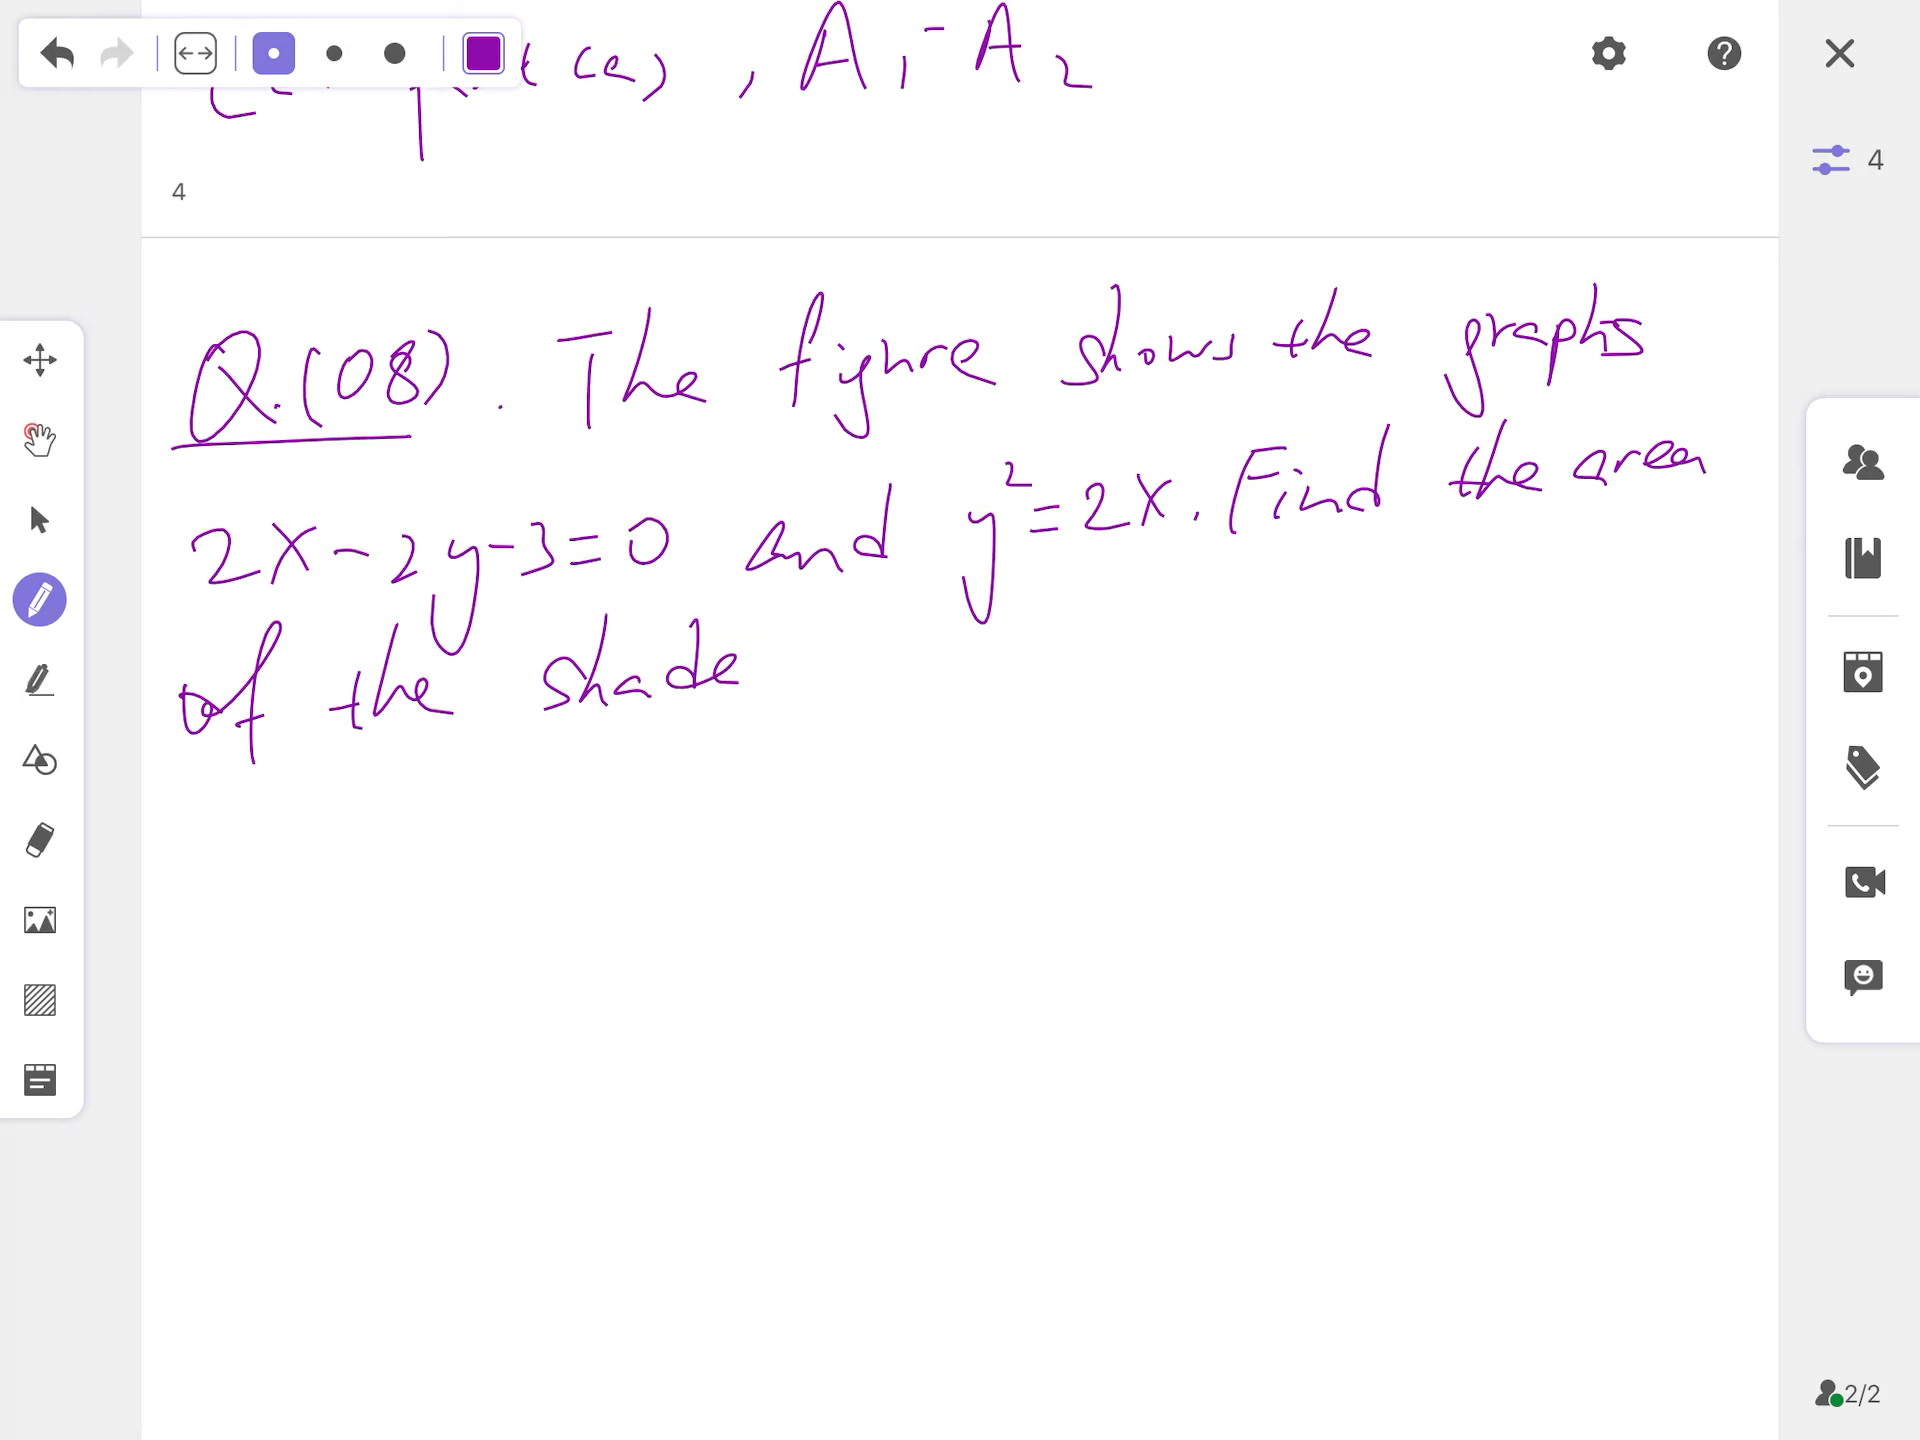 (a) , A₁ - A₂
4
4
Q.(08). The figure shows the graphs
2x-2y-3=0 and y²=2x. Find the area
of the shade
2/2